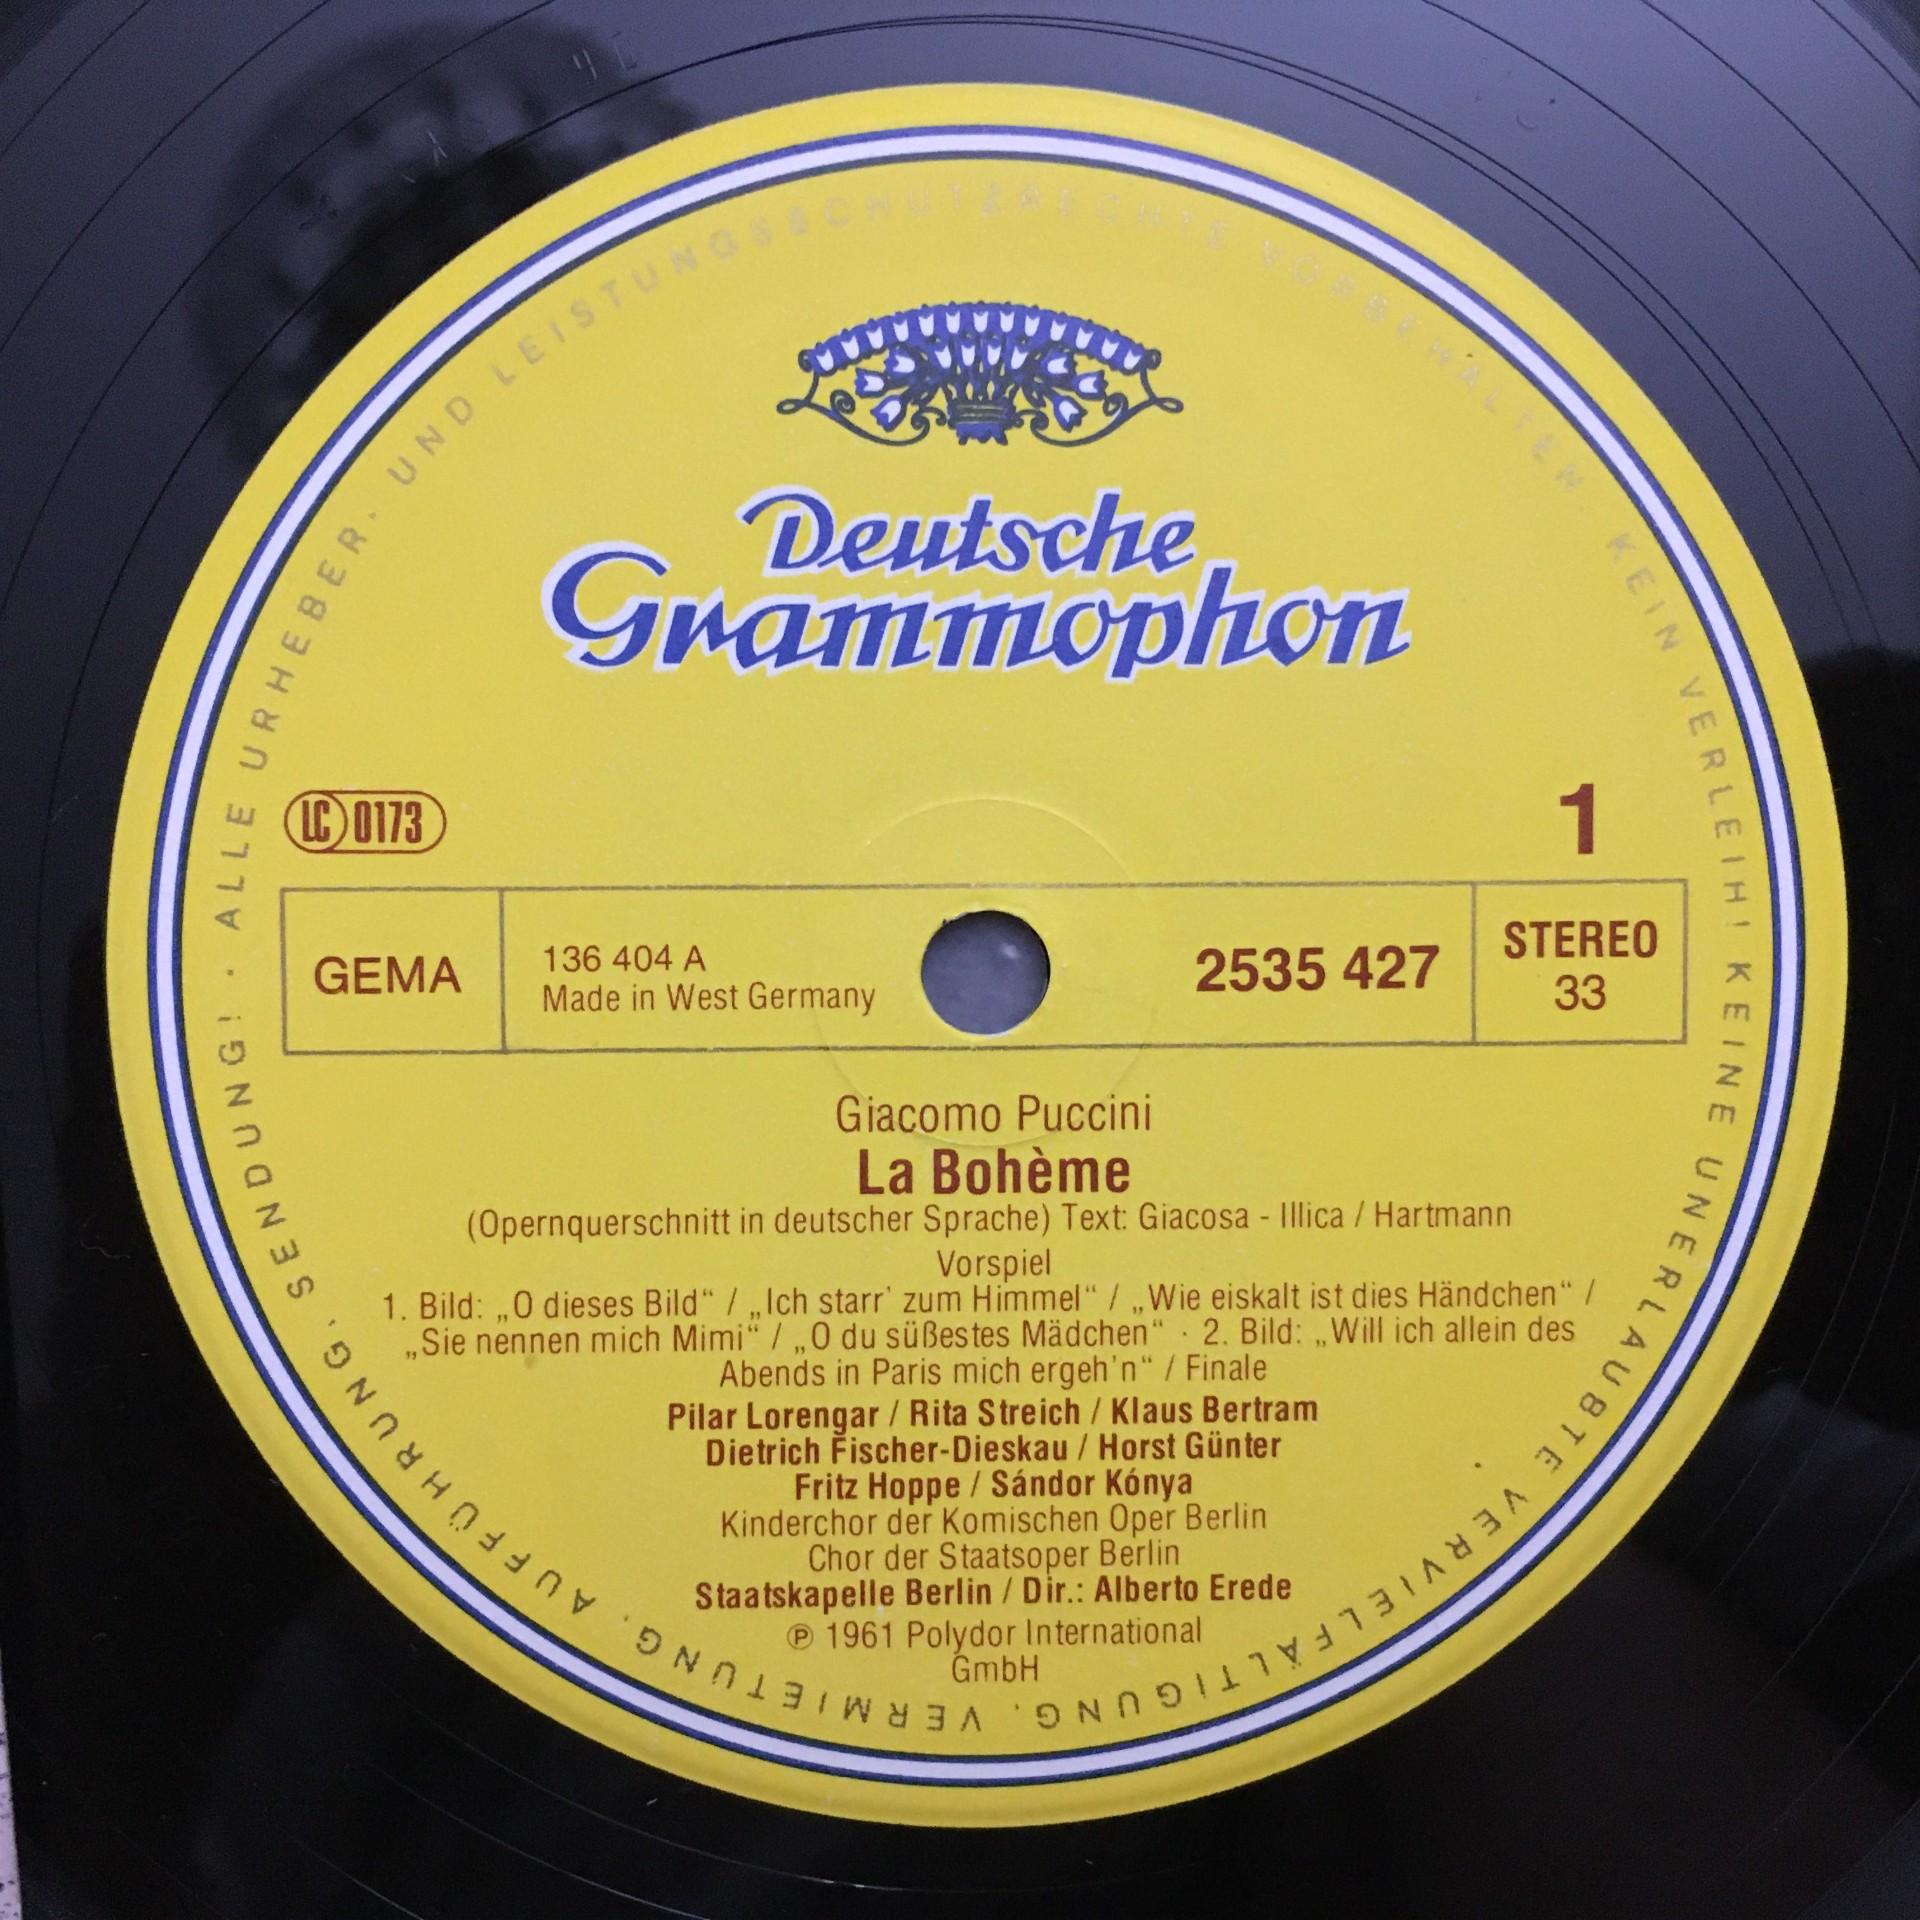 ALLE URHEBER- UND LEISTUNGSSCHUTZRECHTE VORBEHALTEN. KEIN VERLEIH! KEINE UNERLAUBTE VERVIELFÄLTIGUNG, VERMIETUNG, AUFFÜHRUNG, SENDUNG! ·
Deutsche
Grammophon
LC 0173
1
GEMA
136 404 A
Made in West Germany
2535 427
STEREO
33
Giacomo Puccini
La Bohème
(Opernquerschnitt in deutscher Sprache) Text: Giacosa - Illica / Hartmann
Vorspiel
1. Bild: „O dieses Bild“ / „Ich starr' zum Himmel“ / „Wie eiskalt ist dies Händchen“ /
„Sie nennen mich Mimi“ / „O du süßestes Mädchen“ · 2. Bild: „Will ich allein des
Abends in Paris mich ergeh'n“ / Finale
Pilar Lorengar / Rita Streich / Klaus Bertram
Dietrich Fischer-Dieskau / Horst Günter
Fritz Hoppe / Sándor Kónya
Kinderchor der Komischen Oper Berlin
Chor der Staatsoper Berlin
Staatskapelle Berlin / Dir.: Alberto Erede
℗ 1961 Polydor International
GmbH